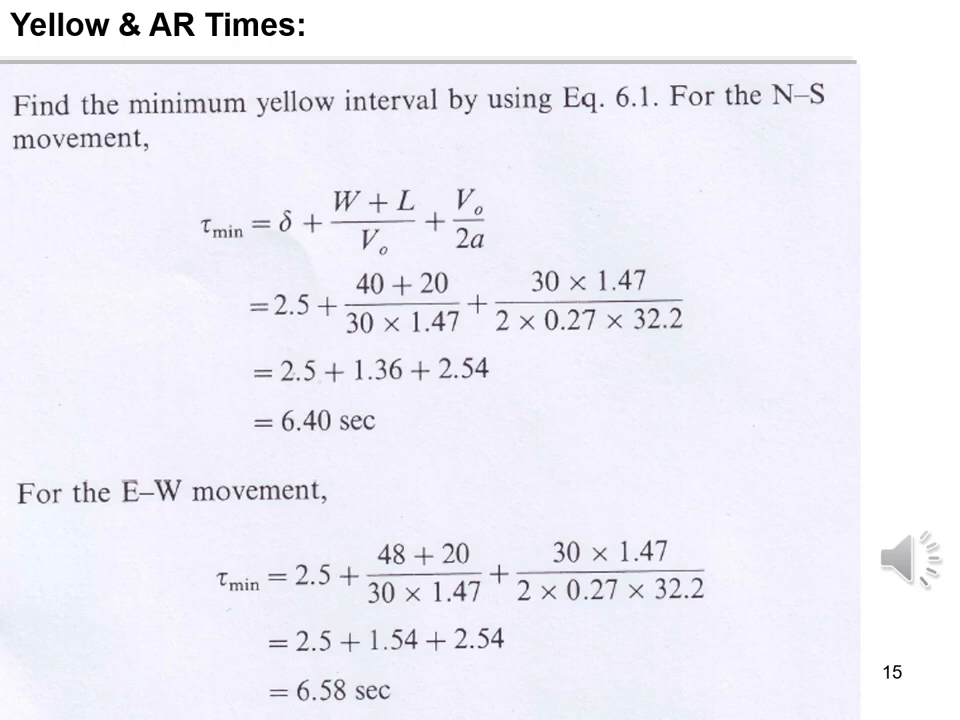 Yellow & AR Times:
Find the minimum yellow interval by using Eq. 6.1. For the N–S
movement,
τmin = δ + (W + L)/Vo + Vo/2a
= 2.5 + (40 + 20)/(30 × 1.47) + (30 × 1.47)/(2 × 0.27 × 32.2)
= 2.5 + 1.36 + 2.54
= 6.40 sec
For the E–W movement,
τmin = 2.5 + (48 + 20)/(30 × 1.47) + (30 × 1.47)/(2 × 0.27 × 32.2)
= 2.5 + 1.54 + 2.54
= 6.58 sec
15